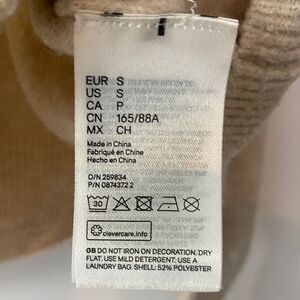 EUR S
US S
CA P
CN 165/88A
MX CH
Made in China
Fabriqué en Chine
Hecho en China
O/N 259834
P/N 0874372 2
30
clevercare.info
GB DO NOT IRON ON DECORATION. DRY
FLAT. USE MILD DETERGENT. USE A
LAUNDRY BAG. SHELL: 52% POLYESTER